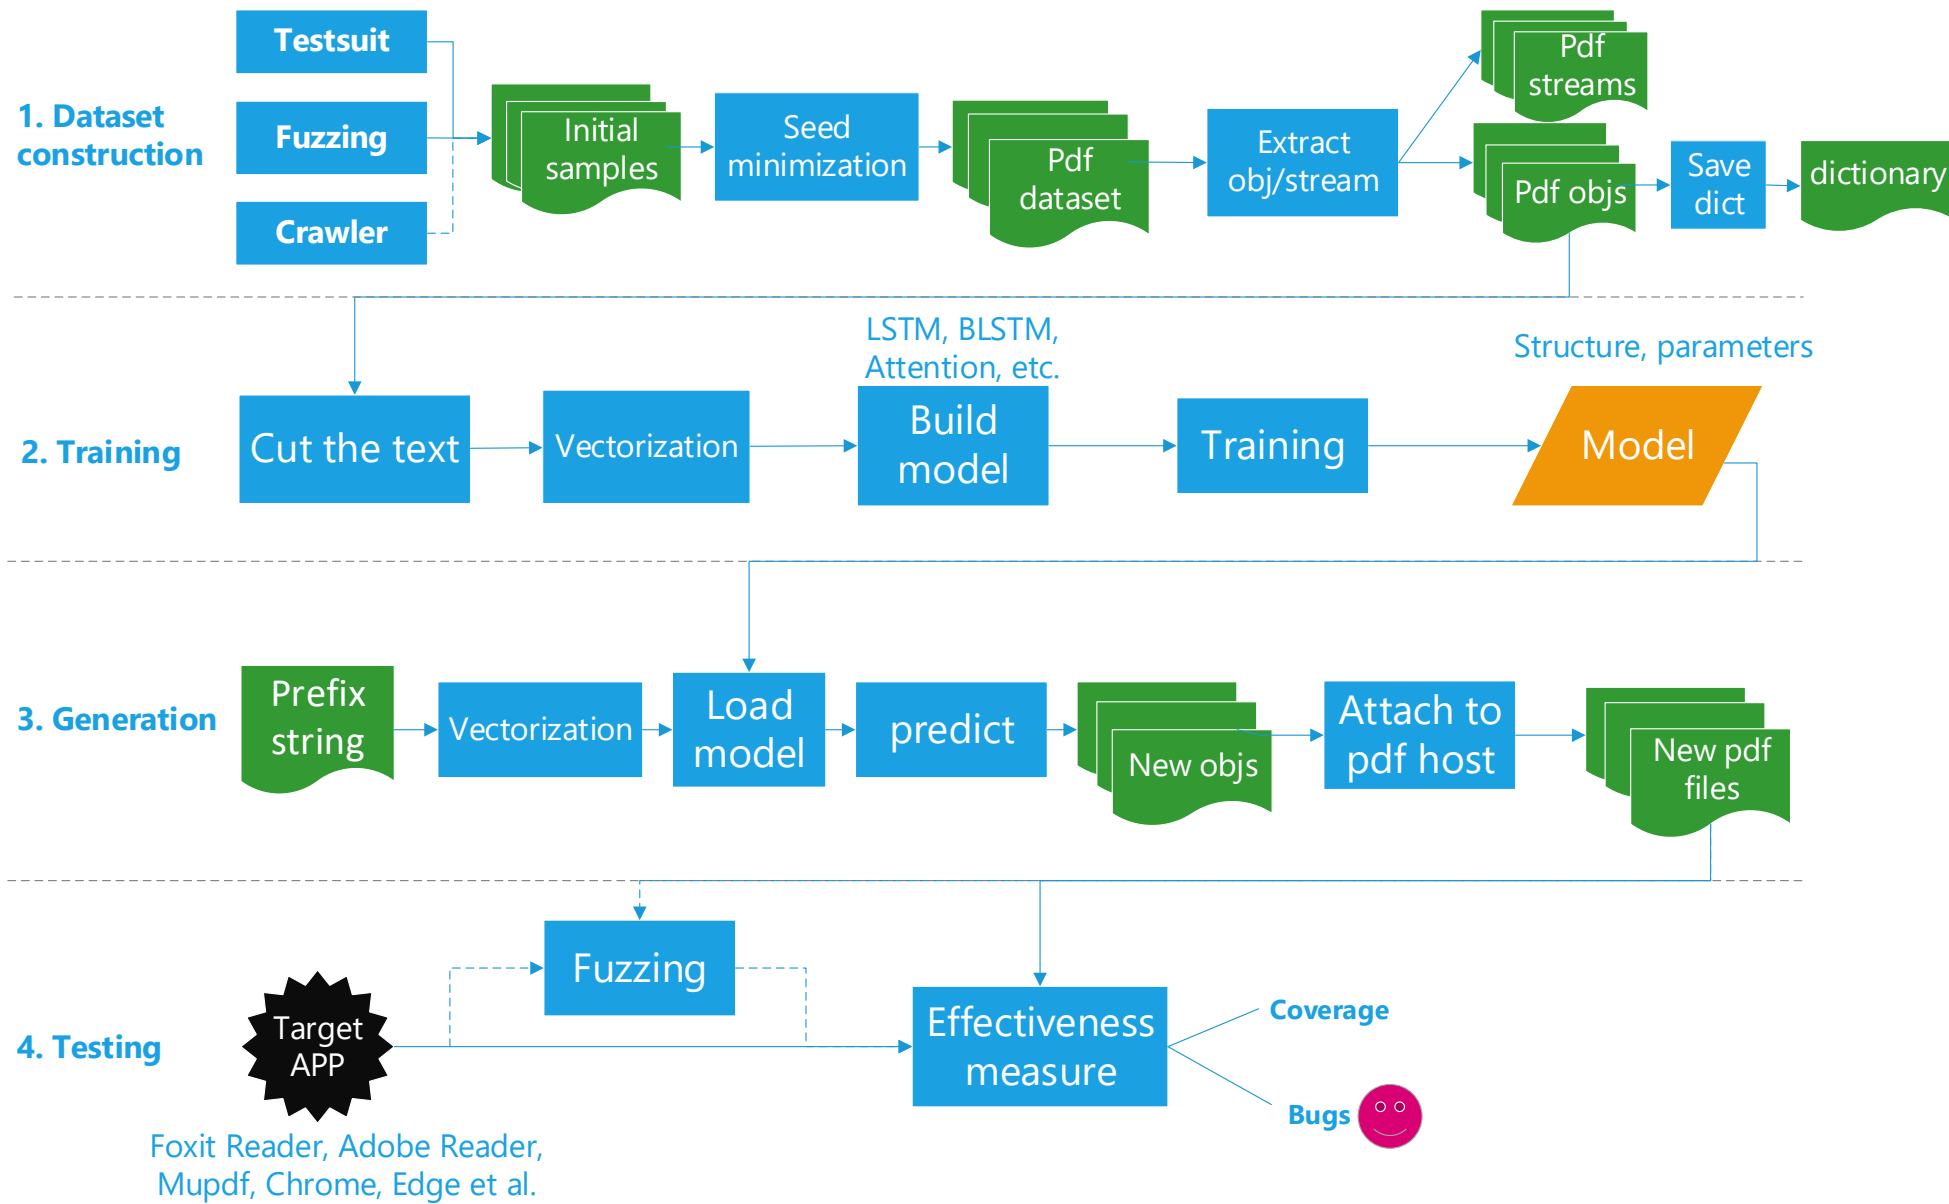 Testsuit
1. Dataset
construction
Fuzzing
Crawler
Initial
samples
Seed
minimization
Pdf
dataset
Extract
obj/stream
Pdf
streams
Pdf objs
Save
dict
dictionary
LSTM, BLSTM,
Attention, etc.
Structure, parameters
2. Training
Cut the text
Vectorization
Build
model
Training
Model
3. Generation
Prefix
string
Vectorization
Load
model
predict
New objs
Attach to
pdf host
New pdf
files
Fuzzing
4. Testing
Target
APP
Effectiveness
measure
Coverage
Bugs
Foxit Reader, Adobe Reader,
Mupdf, Chrome, Edge et al.